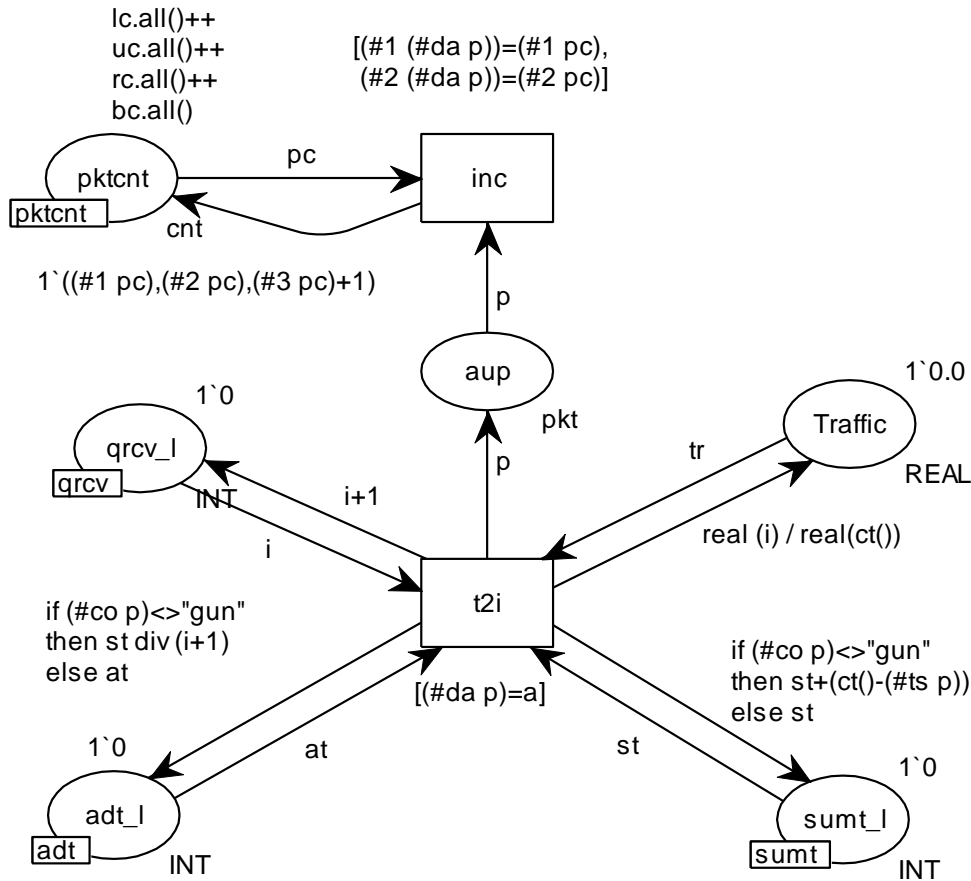 lc.all()++
uc.all()++
rc.all()++
bc.all()
[(#1 (#da p))=(#1 pc),
(#2 (#da p))=(#2 pc)]
pktcnt
pktcnt
pc
inc
cnt
1`((#1 pc),(#2 pc),(#3 pc)+1)
p
aup
pkt
1`0
qrcv_l
qrcv
INT
1`0.0
Traffic
REAL
p
tr
i+1
i
real (i) / real(ct())
t2i
if (#co p)<>"gun"
then st div (i+1)
else at
[(#da p)=a]
if (#co p)<>"gun"
then st+(ct()-(#ts p))
else st
1`0
at
st
1`0
adt_l
adt
INT
sumt_l
sumt
INT